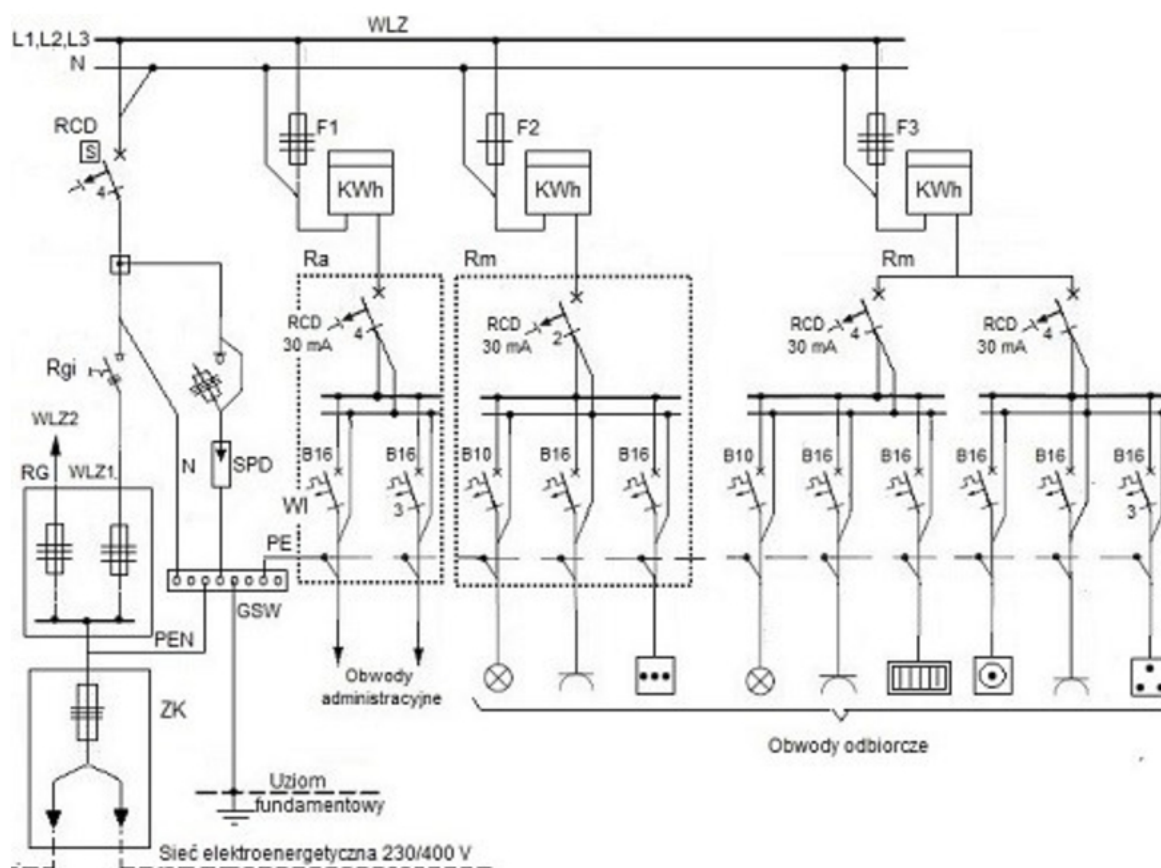 WLZ
L1,L2,L3
N
RCD
S
4
F1
F2
F3
KWh
KWh
KWh
Ra
Rm
Rm
RCD
30 mA
4
RCD
30 mA
2
RCD
30 mA
4
RCD
30 mA
4
Rgi
WLZ2
RG
WLZ1
N
SPD
B16
B16
B10
B16
B16
B10
B16
B16
B16
B16
B16
WI
3
3
PE
GSW
PEN
Obwody
administracyjne
ZK
Obwody odbiorcze
Uziom
fundamentowy
Sieć elektroenergetyczna 230/400 V